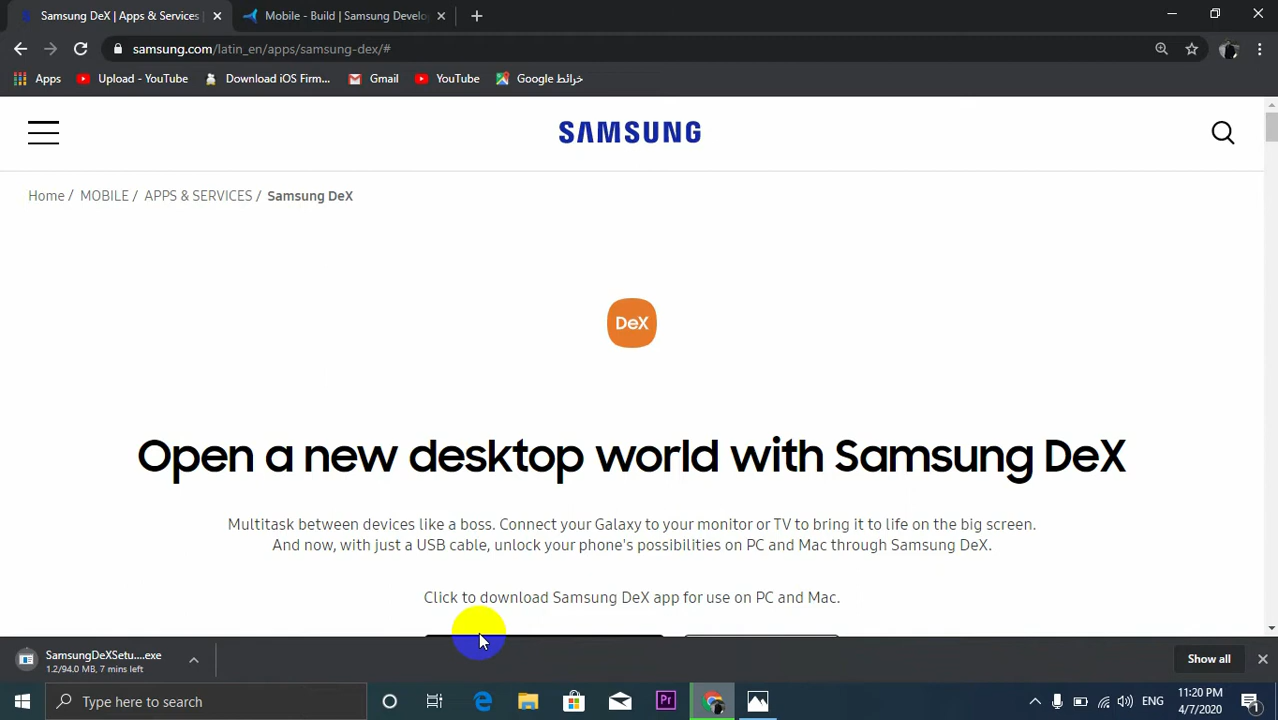 Samsung DeX | Apps & Services |
Mobile - Build | Samsung Develo
samsung.com/latin_en/apps/samsung-dex/#
Apps
Upload - YouTube
Download iOS Firm...
Gmail
YouTube
خرائط Google
SAMSUNG
Home / MOBILE / APPS & SERVICES / Samsung DeX
DeX
Open a new desktop world with Samsung DeX
Multitask between devices like a boss. Connect your Galaxy to your monitor or TV to bring it to life on the big screen.
And now, with just a USB cable, unlock your phone's possibilities on PC and Mac through Samsung DeX.
Click to download Samsung DeX app for use on PC and Mac.
SamsungDeXSetu....exe
1.2/94.0 MB, 7 mins left
Show all
Type here to search
Pr
ENG
11:20 PM
4/7/2020
1